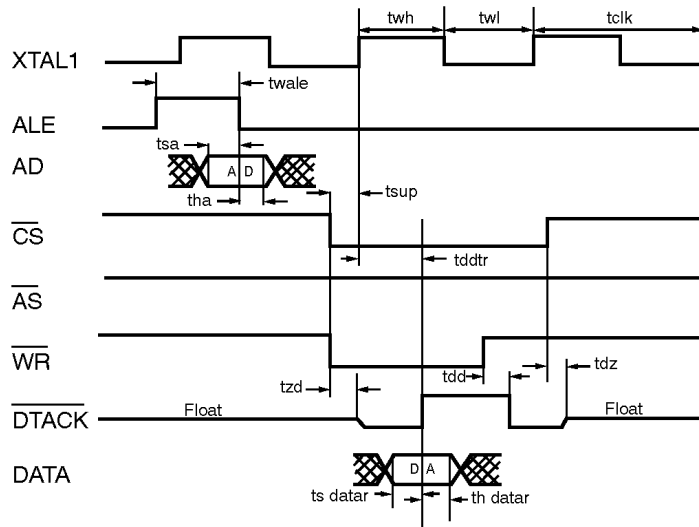 twh twl tclk
XTAL1
twale
ALE
tsa
AD
A D
tha
tsup
CS
tddtr
AS
WR
tzd tdd tdz
DTACK Float Float
DATA
D A
ts datar th datar